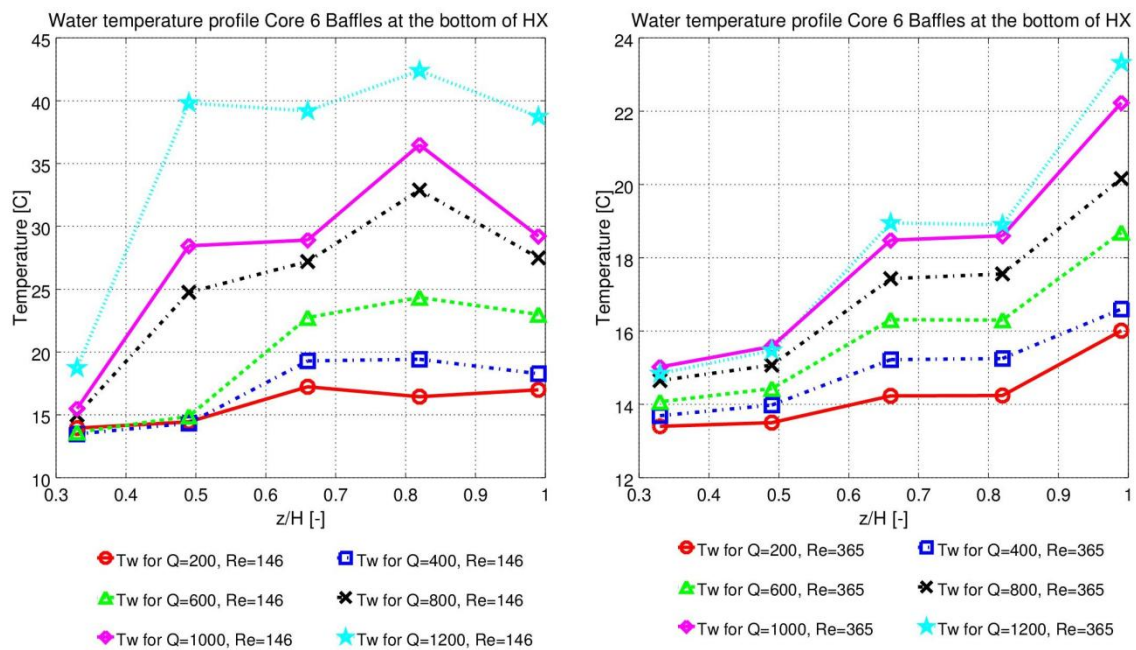 Water temperature profile Core 6 Baffles at the bottom of HX
45
40
35
30
25
20
15
10
Temperature [C]
0.3 0.4 0.5 0.6 0.7 0.8 0.9 1
z/H [-]
Tw for Q=200, Re=146 Tw for Q=400, Re=146
Tw for Q=600, Re=146 Tw for Q=800, Re=146
Tw for Q=1000, Re=146 Tw for Q=1200, Re=146
Water temperature profile Core 6 Baffles at the bottom of HX
24
22
20
18
16
14
12
Temperature [C]
0.3 0.4 0.5 0.6 0.7 0.8 0.9 1
z/H [-]
Tw for Q=200, Re=365 Tw for Q=400, Re=365
Tw for Q=600, Re=365 Tw for Q=800, Re=365
Tw for Q=1000, Re=365 Tw for Q=1200, Re=365